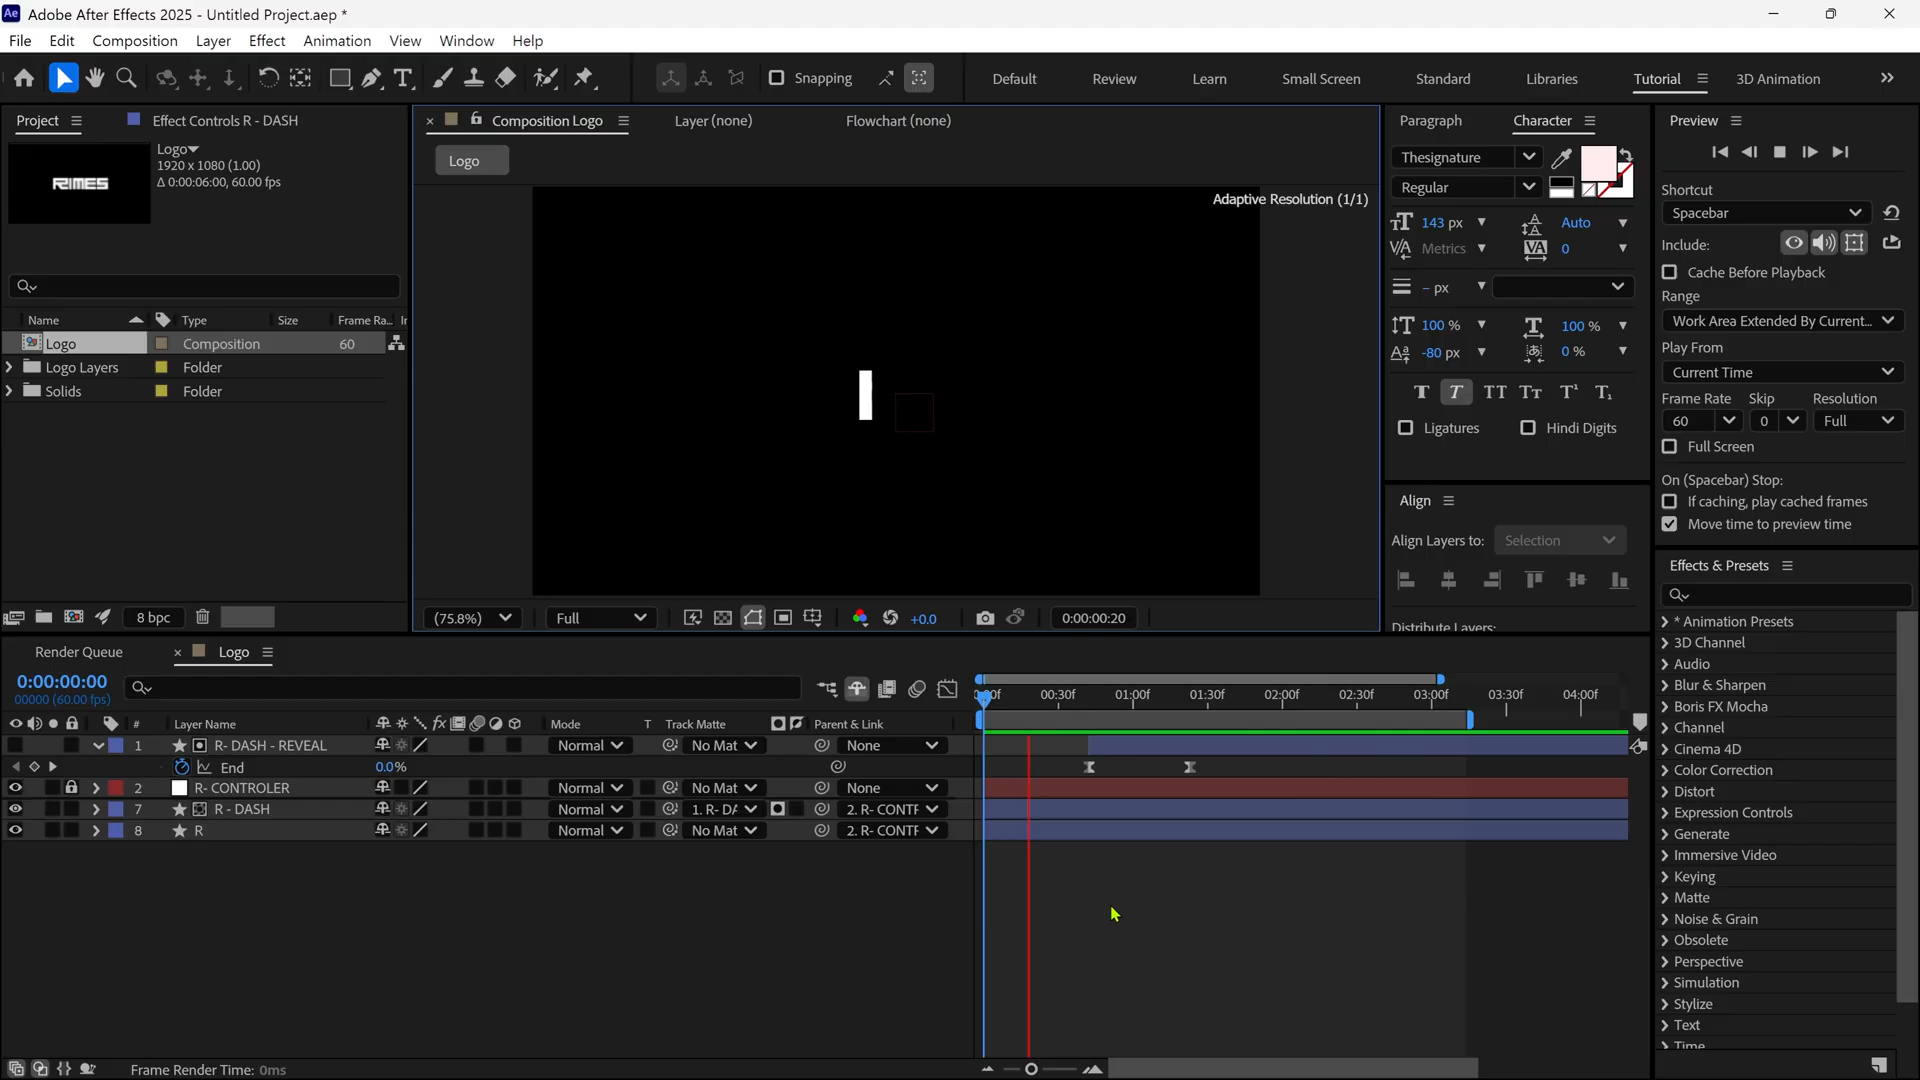 Adobe After Effects 2025 - Untitled Project.aep *
File Edit Composition Layer Effect Animation View Window Help
Snapping
Default Review Learn Small Screen Standard Libraries Tutorial 3D Animation
Project Effect Controls R - DASH
Composition Logo Layer (none) Flowchart (none)
Paragraph Character
Preview
RIMES
Logo
1920 x 1080 (1.00)
Δ 0:00:06:00, 60.00 fps
Logo
Adaptive Resolution (1/1)
Thesignature
Regular
143 px Auto
Metrics 0
– px
100 % 100 %
-80 px 0 %
Ligatures Hindi Digits
Align
Align Layers to: Selection
Distribute Layers:
Shortcut
Spacebar
Include:
Cache Before Playback
Range
Work Area Extended By Current...
Play From
Current Time
Frame Rate Skip Resolution
60 0 Full
Full Screen
On (Spacebar) Stop:
If caching, play cached frames
Move time to preview time
Name Type Size Frame Ra...
Logo Composition 60
Logo Layers Folder
Solids Folder
8 bpc
(75.8%) Full +0.0 0:00:00:20
Effects & Presets
* Animation Presets
3D Channel
Audio
Blur & Sharpen
Boris FX Mocha
Channel
Cinema 4D
Color Correction
Distort
Expression Controls
Generate
Immersive Video
Keying
Matte
Noise & Grain
Obsolete
Perspective
Simulation
Stylize
Text
Time
Render Queue Logo
0:00:00:00
00000 (60.00 fps)
00:30f 01:00f 01:30f 02:00f 02:30f 03:00f 03:30f 04:00f
# Layer Name Mode T Track Matte Parent & Link
1 R- DASH - REVEAL Normal No Mat None
End 0.0%
2 R- CONTROLER Normal No Mat None
7 R - DASH Normal 1. R- DA 2. R- CONTF
8 R Normal No Mat 2. R- CONTF
Frame Render Time: 0ms